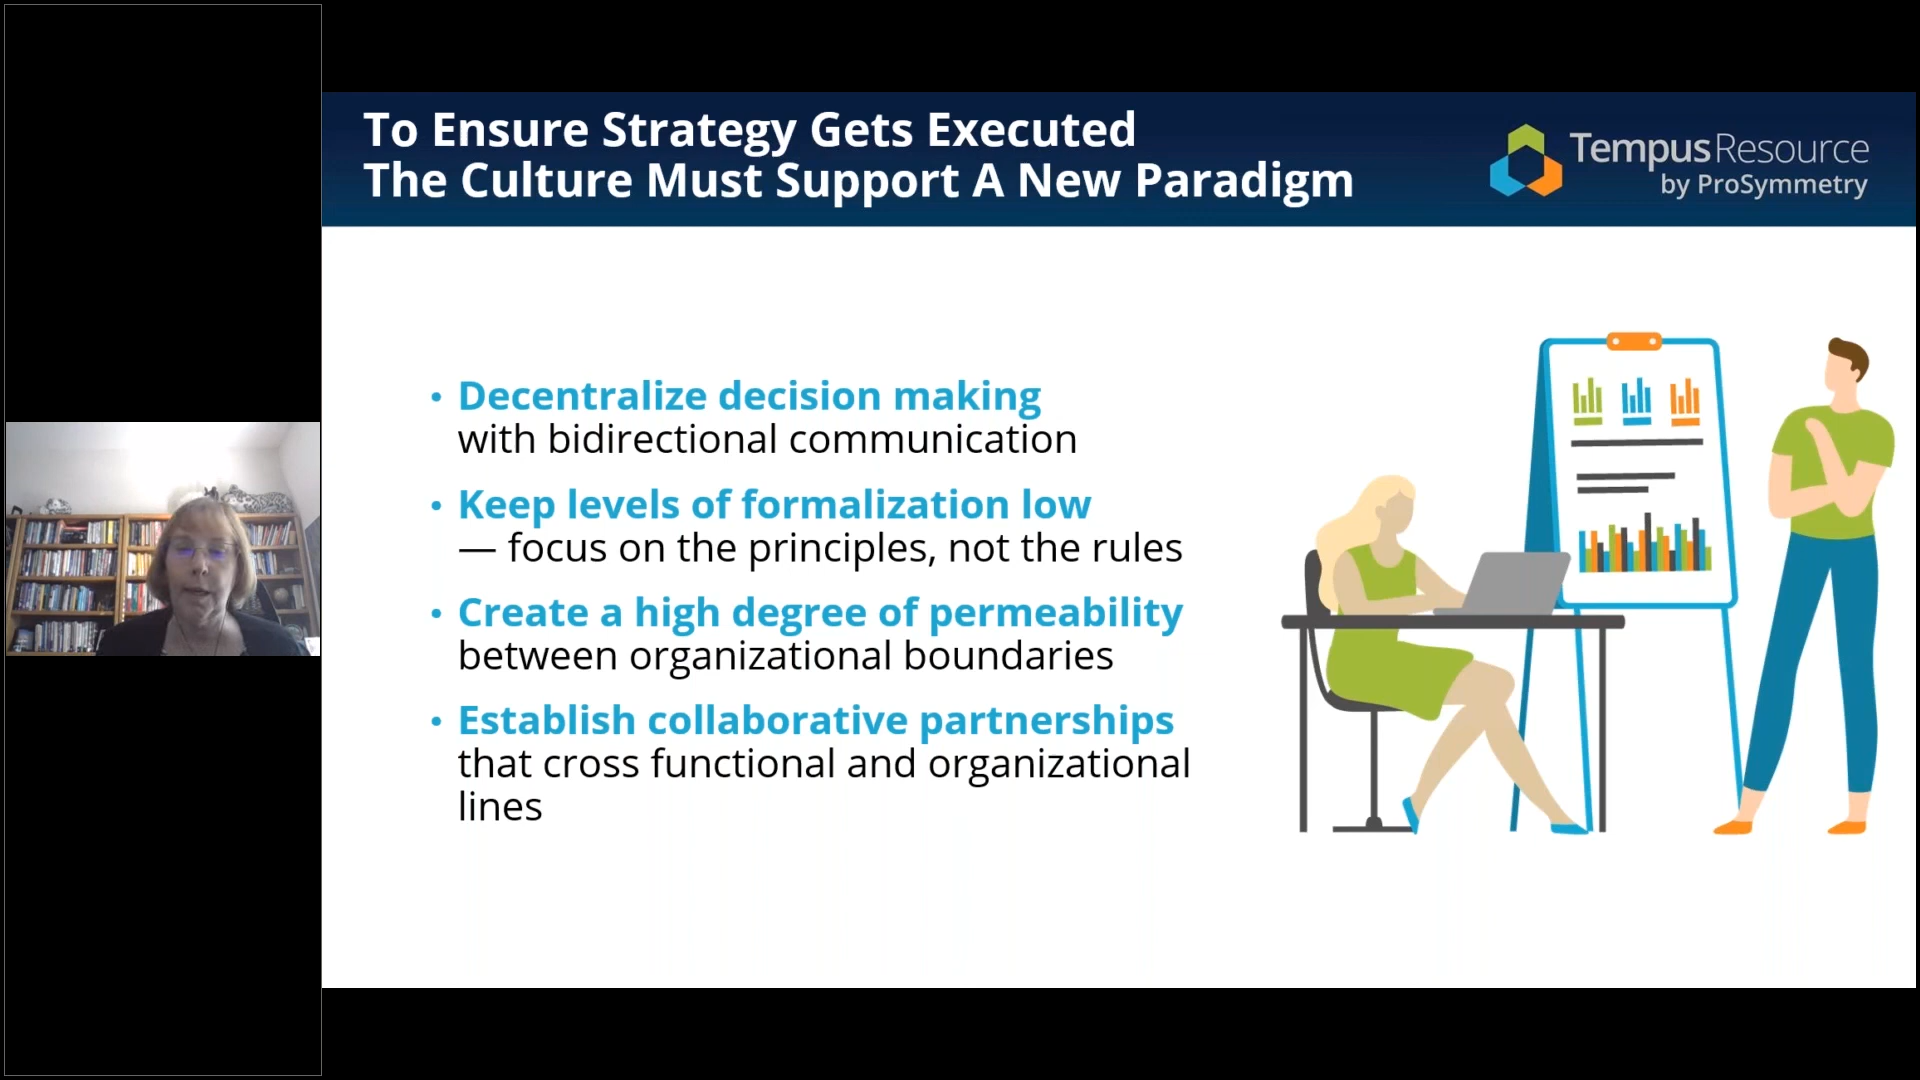 To Ensure Strategy Gets Executed
The Culture Must Support A New Paradigm
TempusResource
by ProSymmetry
• Decentralize decision making
with bidirectional communication
• Keep levels of formalization low
— focus on the principles, not the rules
• Create a high degree of permeability
between organizational boundaries
• Establish collaborative partnerships
that cross functional and organizational
lines